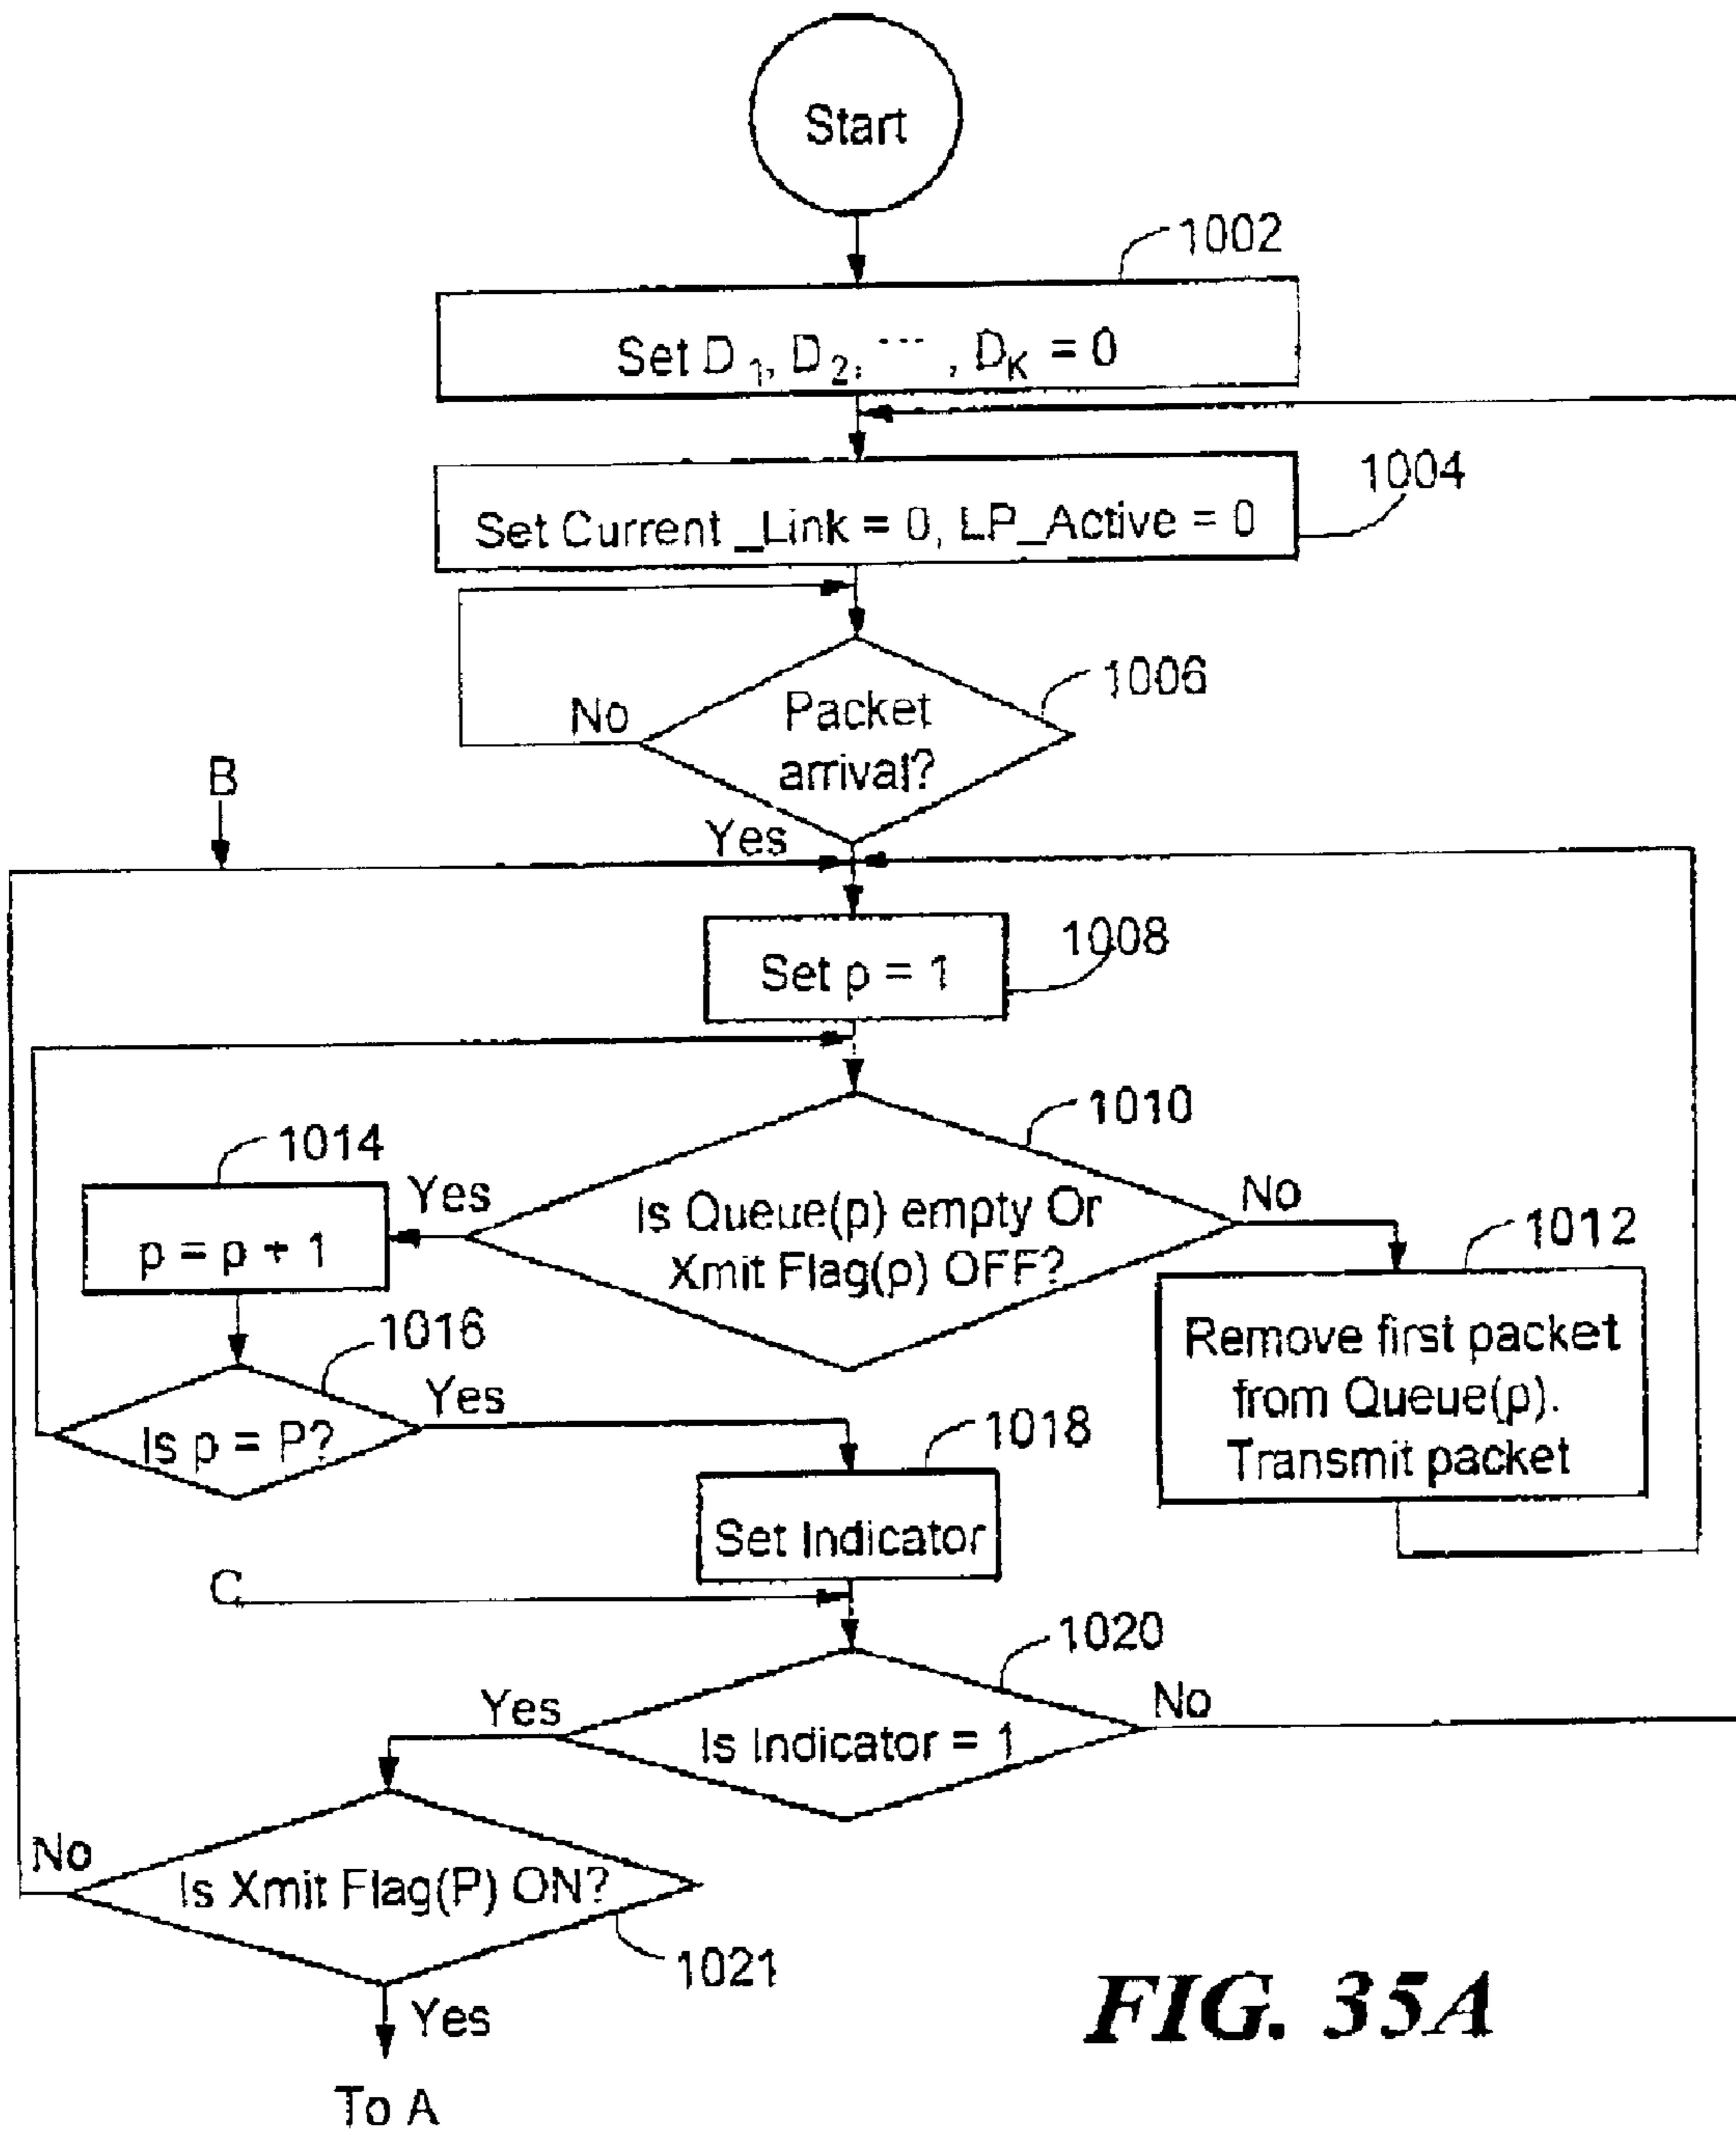 Start
1002
Set D1, D2, ... , DK = 0
1004
Set Current _Link = 0, LP_Active = 0
1006
No
Packet
arrival?
B
Yes
1008
Set p = 1
1010
1014
Yes
No
Is Queue(p) empty Or
Xmit Flag(p) OFF?
p = p + 1
1012
1016
Remove first packet
from Queue(p).
Transmit packet
Yes
Is p = P?
1018
Set Indicator
C
1020
Yes
No
Is Indicator = 1
No
Is Xmit Flag(P) ON?
1021
Yes
FIG. 35A
To A